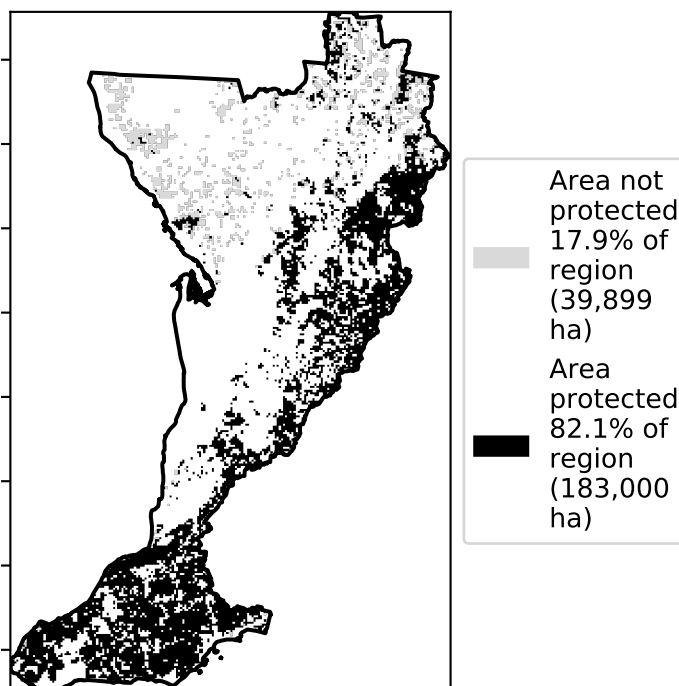 Area not
protected
17.9% of
region
(39,899
ha)
Area
protected
82.1% of
region
(183,000
ha)